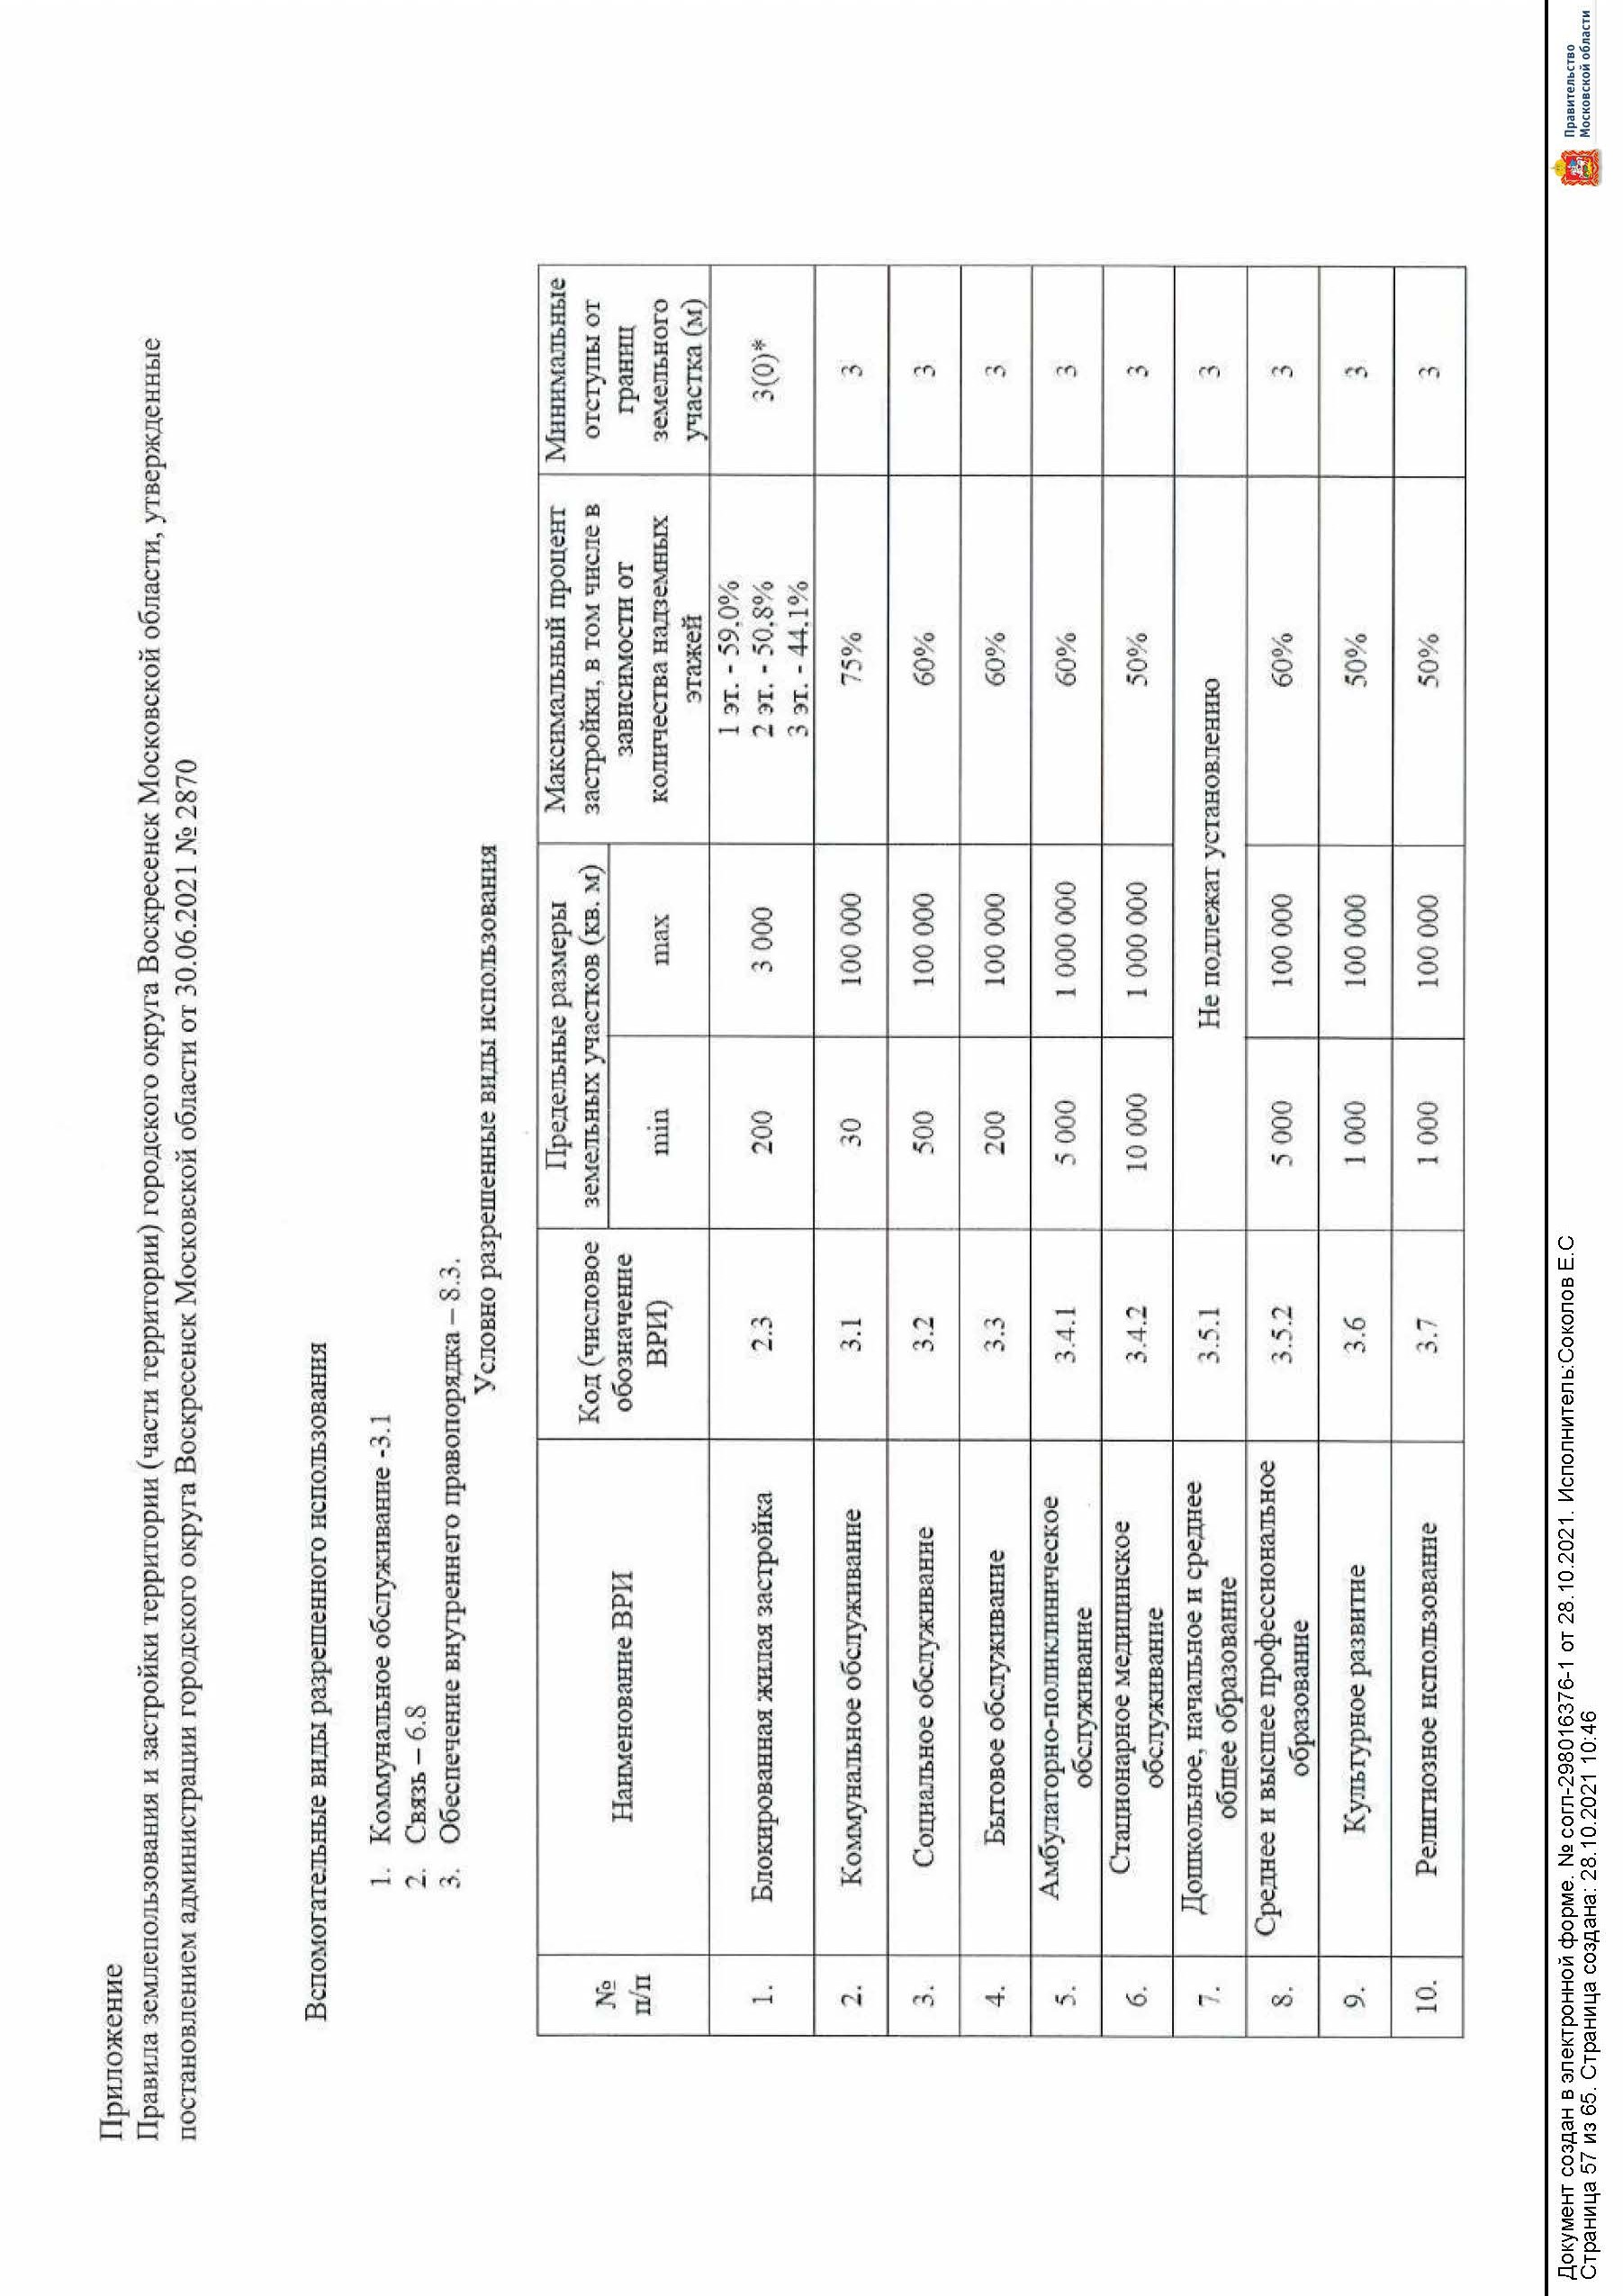 Приложение
Правила землепользования и застройки территории (части территории) городского округа Воскресенск Московской области, утвержденные
постановлением администрации городского округа Воскресенск Московской области от 30.06.2021 № 2870
Вспомогательные виды разрешенного использования
1. Коммунальное обслуживание -3.1
2. Связь – 6.8
3. Обеспечение внутреннего правопорядка – 8.3.
Условно разрешенные виды использования
№ п/п
Наименование ВРИ
Код (числовое
обозначение
ВРИ)
Предельные размеры
земельных участков (кв. м)
min
max
Максимальный процент
застройки, в том числе в
зависимости от
количества надземных
этажей
Минимальные
отступы от
границ
земельного
участка (м)
1. Блокированная жилая застройка 2.3 200 3 000
1 эт. - 59.0%
2 эт. - 50.8%
3 эт. - 44.1%
3(0)*
2. Коммунальное обслуживание 3.1 30 100 000 75% 3
3. Социальное обслуживание 3.2 500 100 000 60% 3
4. Бытовое обслуживание 3.3 200 100 000 60% 3
5. Амбулаторно-поликлиническое
обслуживание 3.4.1 5 000 1 000 000 60% 3
6. Стационарное медицинское
обслуживание 3.4.2 10 000 1 000 000 50% 3
7. Дошкольное, начальное и среднее
общее образование 3.5.1 Не подлежат установлению 3
8. Среднее и высшее профессиональное
образование 3.5.2 5 000 100 000 60% 3
9. Культурное развитие 3.6 1 000 100 000 50% 3
10. Религиозное использование 3.7 1 000 100 000 50% 3
Документ создан в электронной форме. № согл-298016376-1 от 28.10.2021. Исполнитель:Соколов Е.С
Страница 57 из 65. Страница создана: 28.10.2021 10:46
Правительство
Московской области